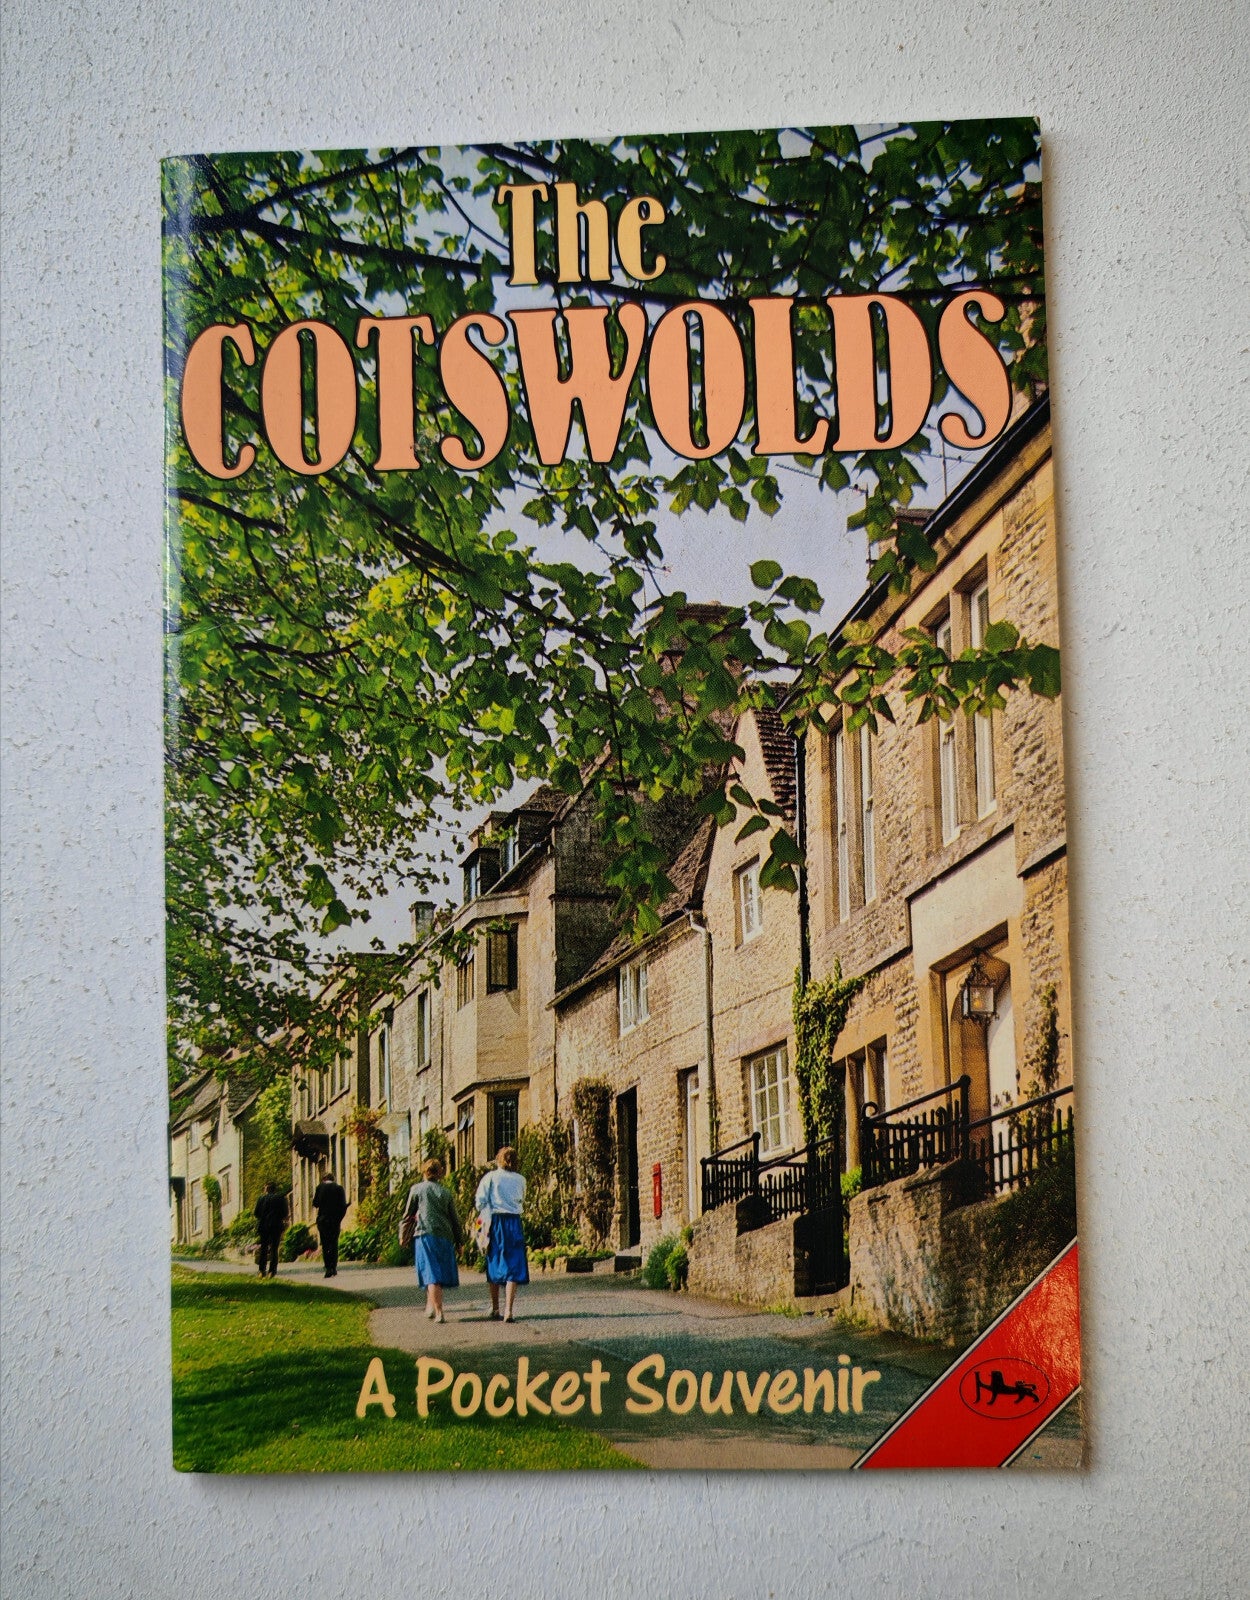 The
COTSWOLDS
A Pocket Souvenir